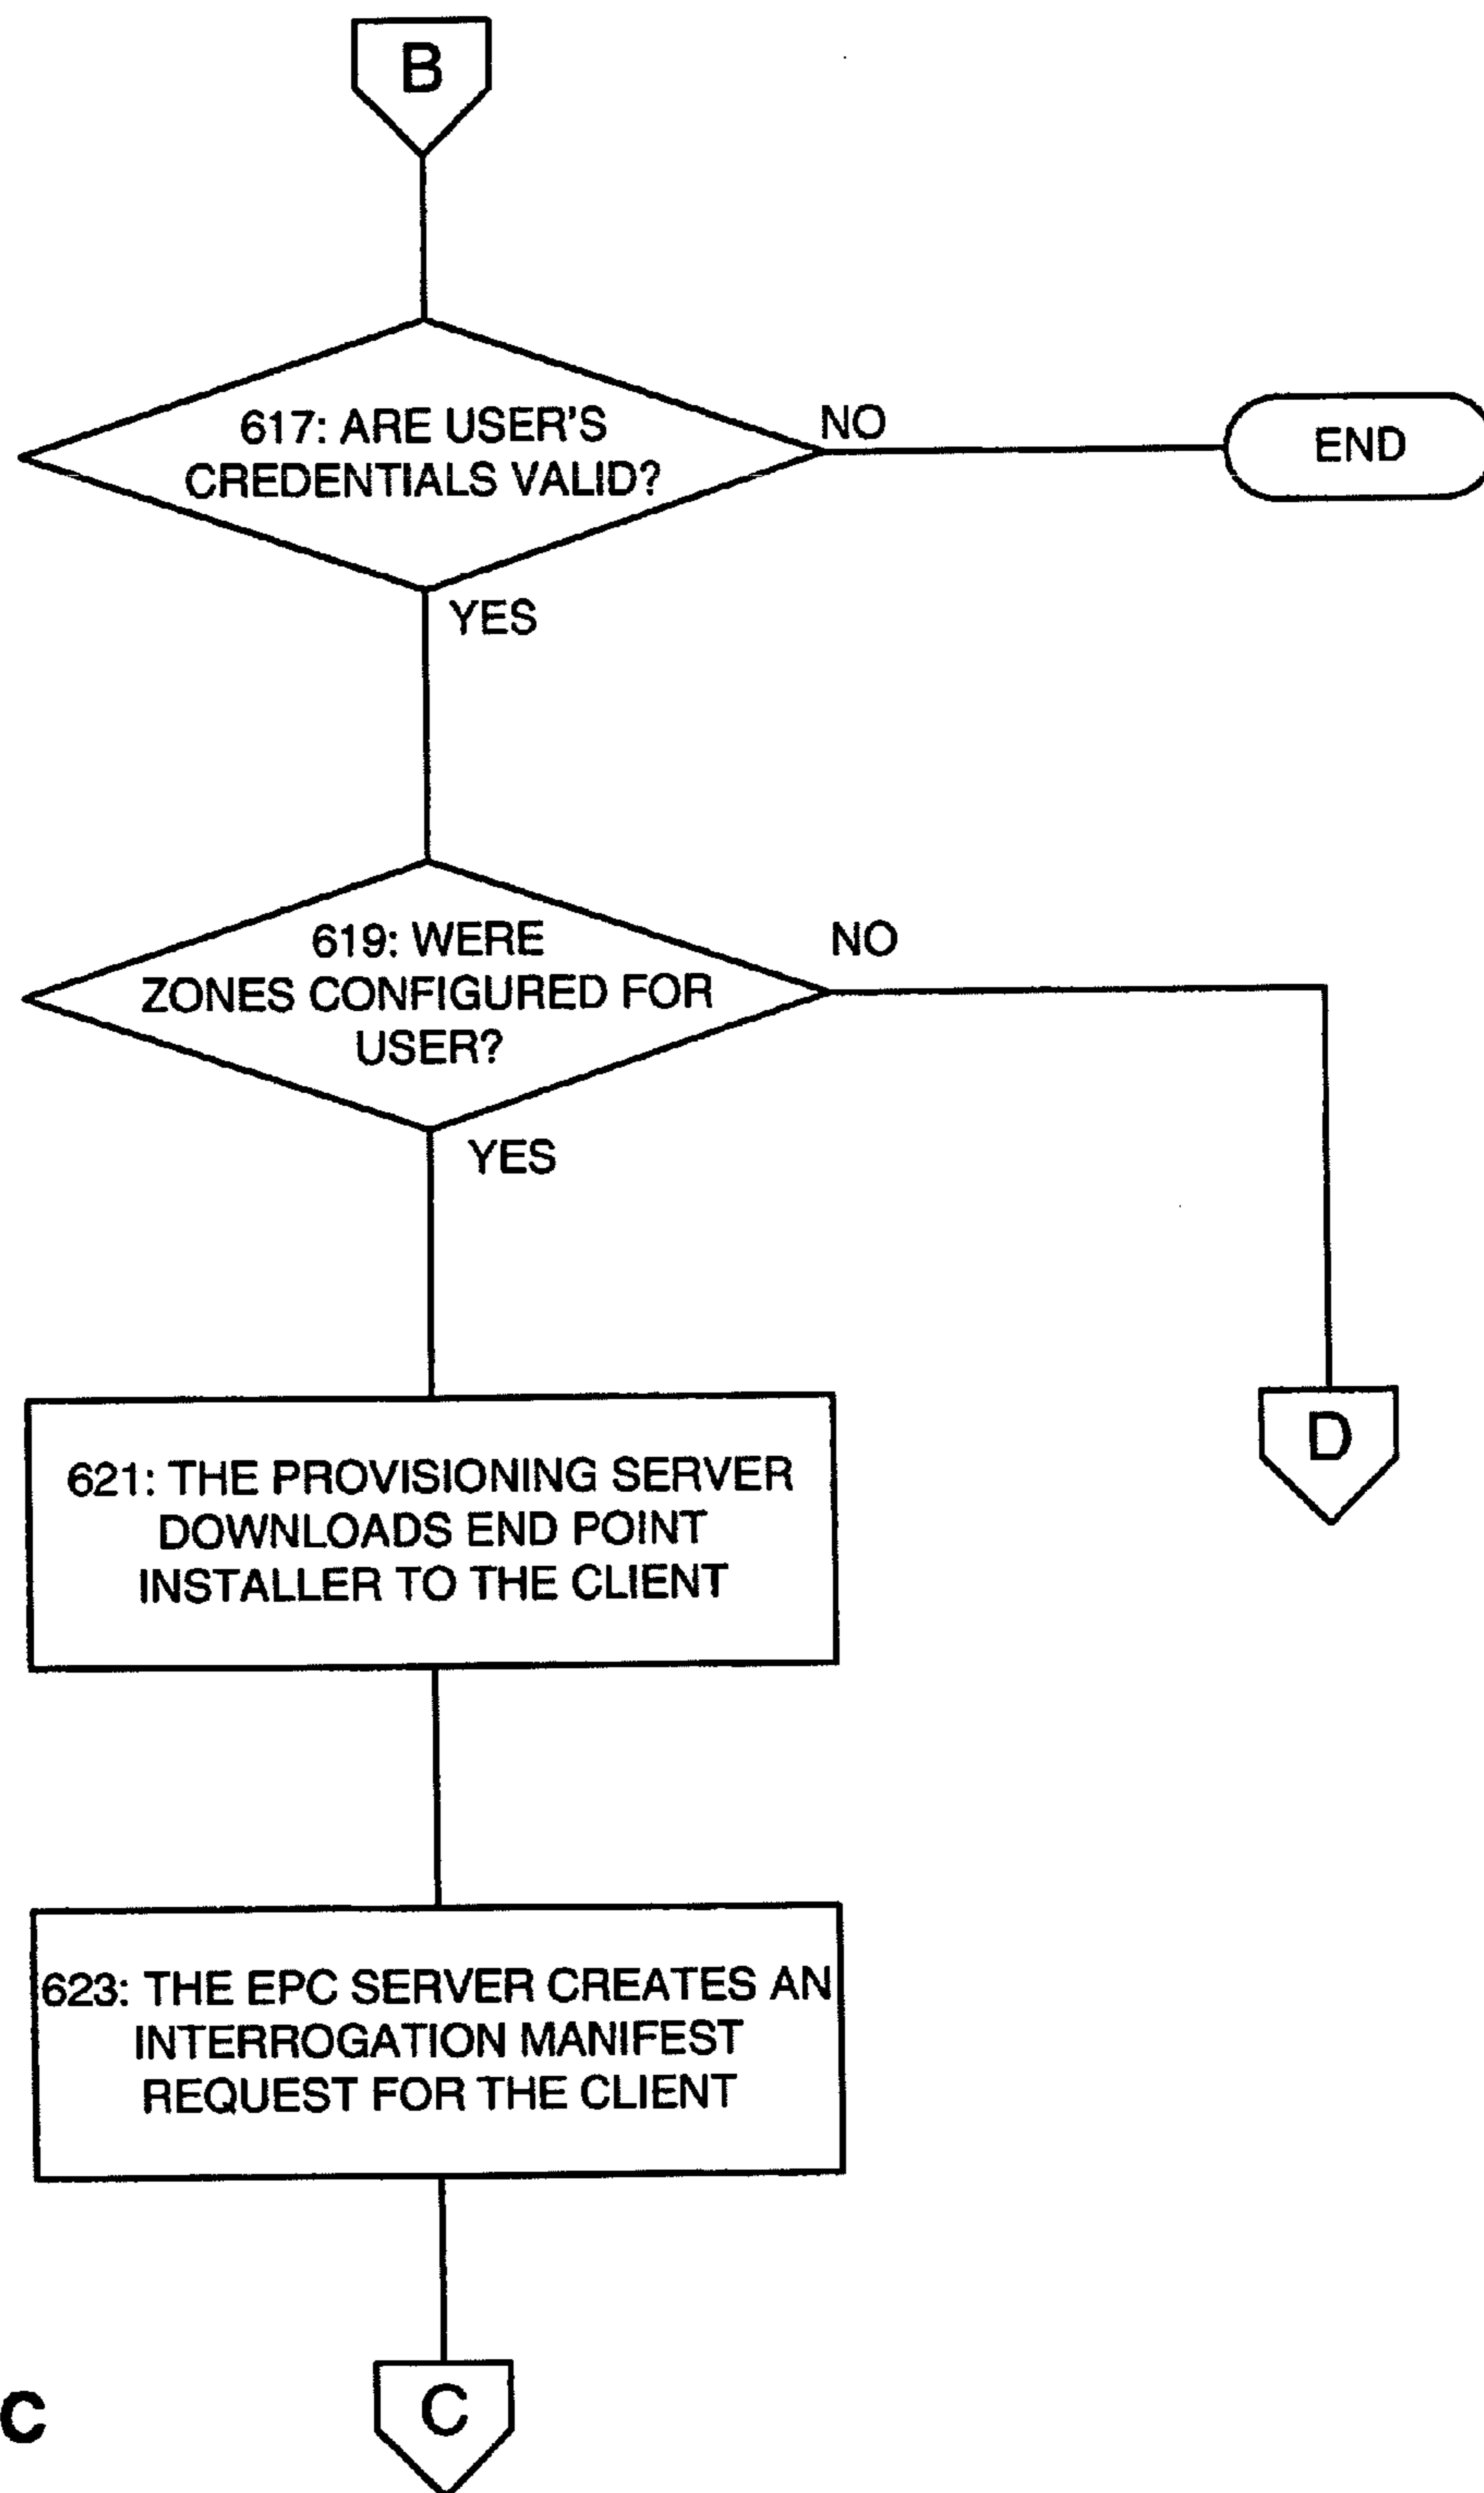 B
617: ARE USER'S
CREDENTIALS VALID?
NO
END
YES
619: WERE
ZONES CONFIGURED FOR
USER?
NO
YES
621: THE PROVISIONING SERVER
DOWNLOADS END POINT
INSTALLER TO THE CLIENT
D
623: THE EPC SERVER CREATES AN
INTERROGATION MANIFEST
REQUEST FOR THE CLIENT
C
C